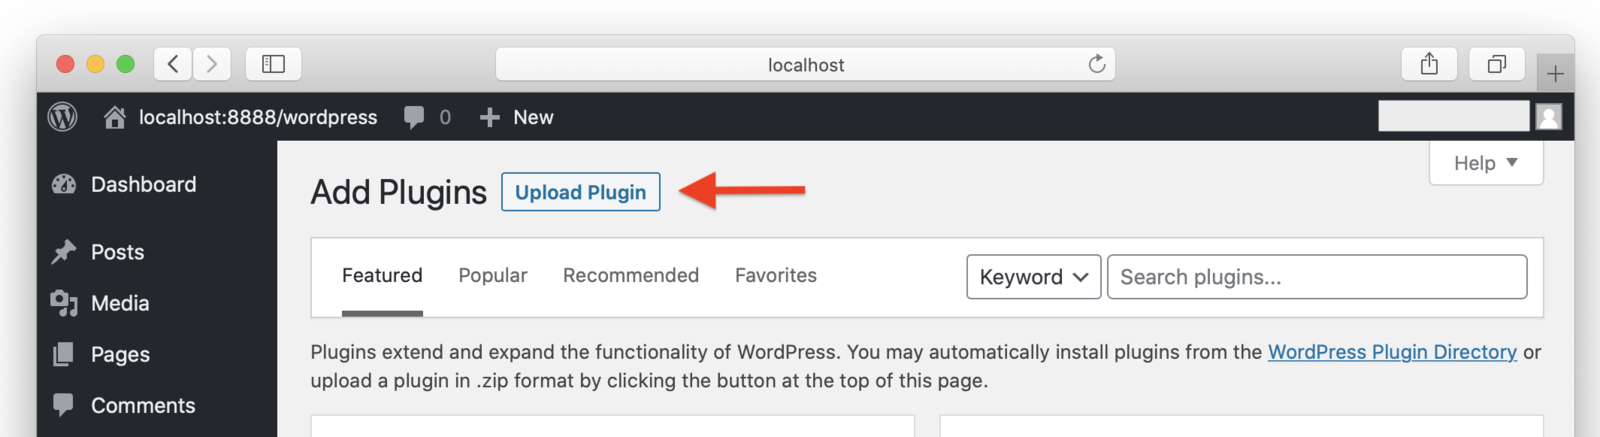 localhost
localhost:8888/wordpress 0 New
Help
Dashboard
Add Plugins Upload Plugin
Posts
Featured Popular Recommended Favorites Keyword Search plugins...
Media
Pages
Plugins extend and expand the functionality of WordPress. You may automatically install plugins from the WordPress Plugin Directory or
upload a plugin in .zip format by clicking the button at the top of this page.
Comments